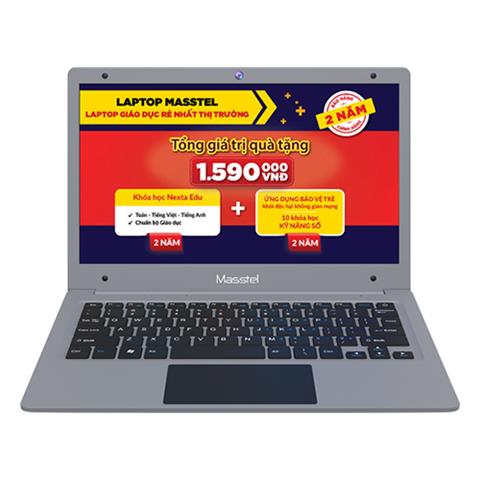 LAPTOP MASSTEL
LAPTOP GIÁO DỤC RẺ NHẤT THỊ TRƯỜNG
BẢO HÀNH
2 NĂM
CHÍNH HÃNG
Tổng giá trị quà tặng
1.590 000 VNĐ
Khóa học Nexta Edu
✓ Toán - Tiếng Việt - Tiếng Anh
✓ Chuẩn bộ Giáo dục
2 NĂM
+
ỨNG DỤNG BẢO VỆ TRẺ
khỏi độc hại không gian mạng
10 khóa học
KỸ NĂNG SỐ
2 NĂM
Masstel